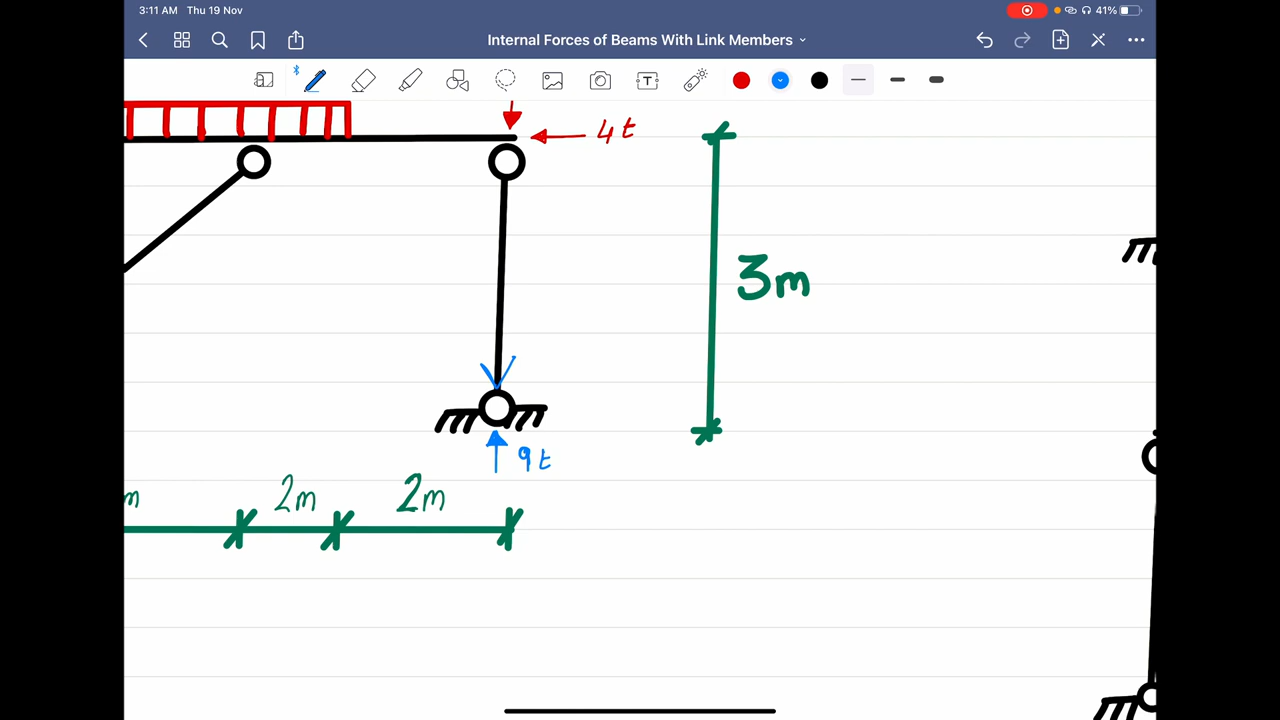 3:11 AM Thu 19 Nov
41%
Internal Forces of Beams With Link Members
T
4t
3m
9t
m 2m 2m